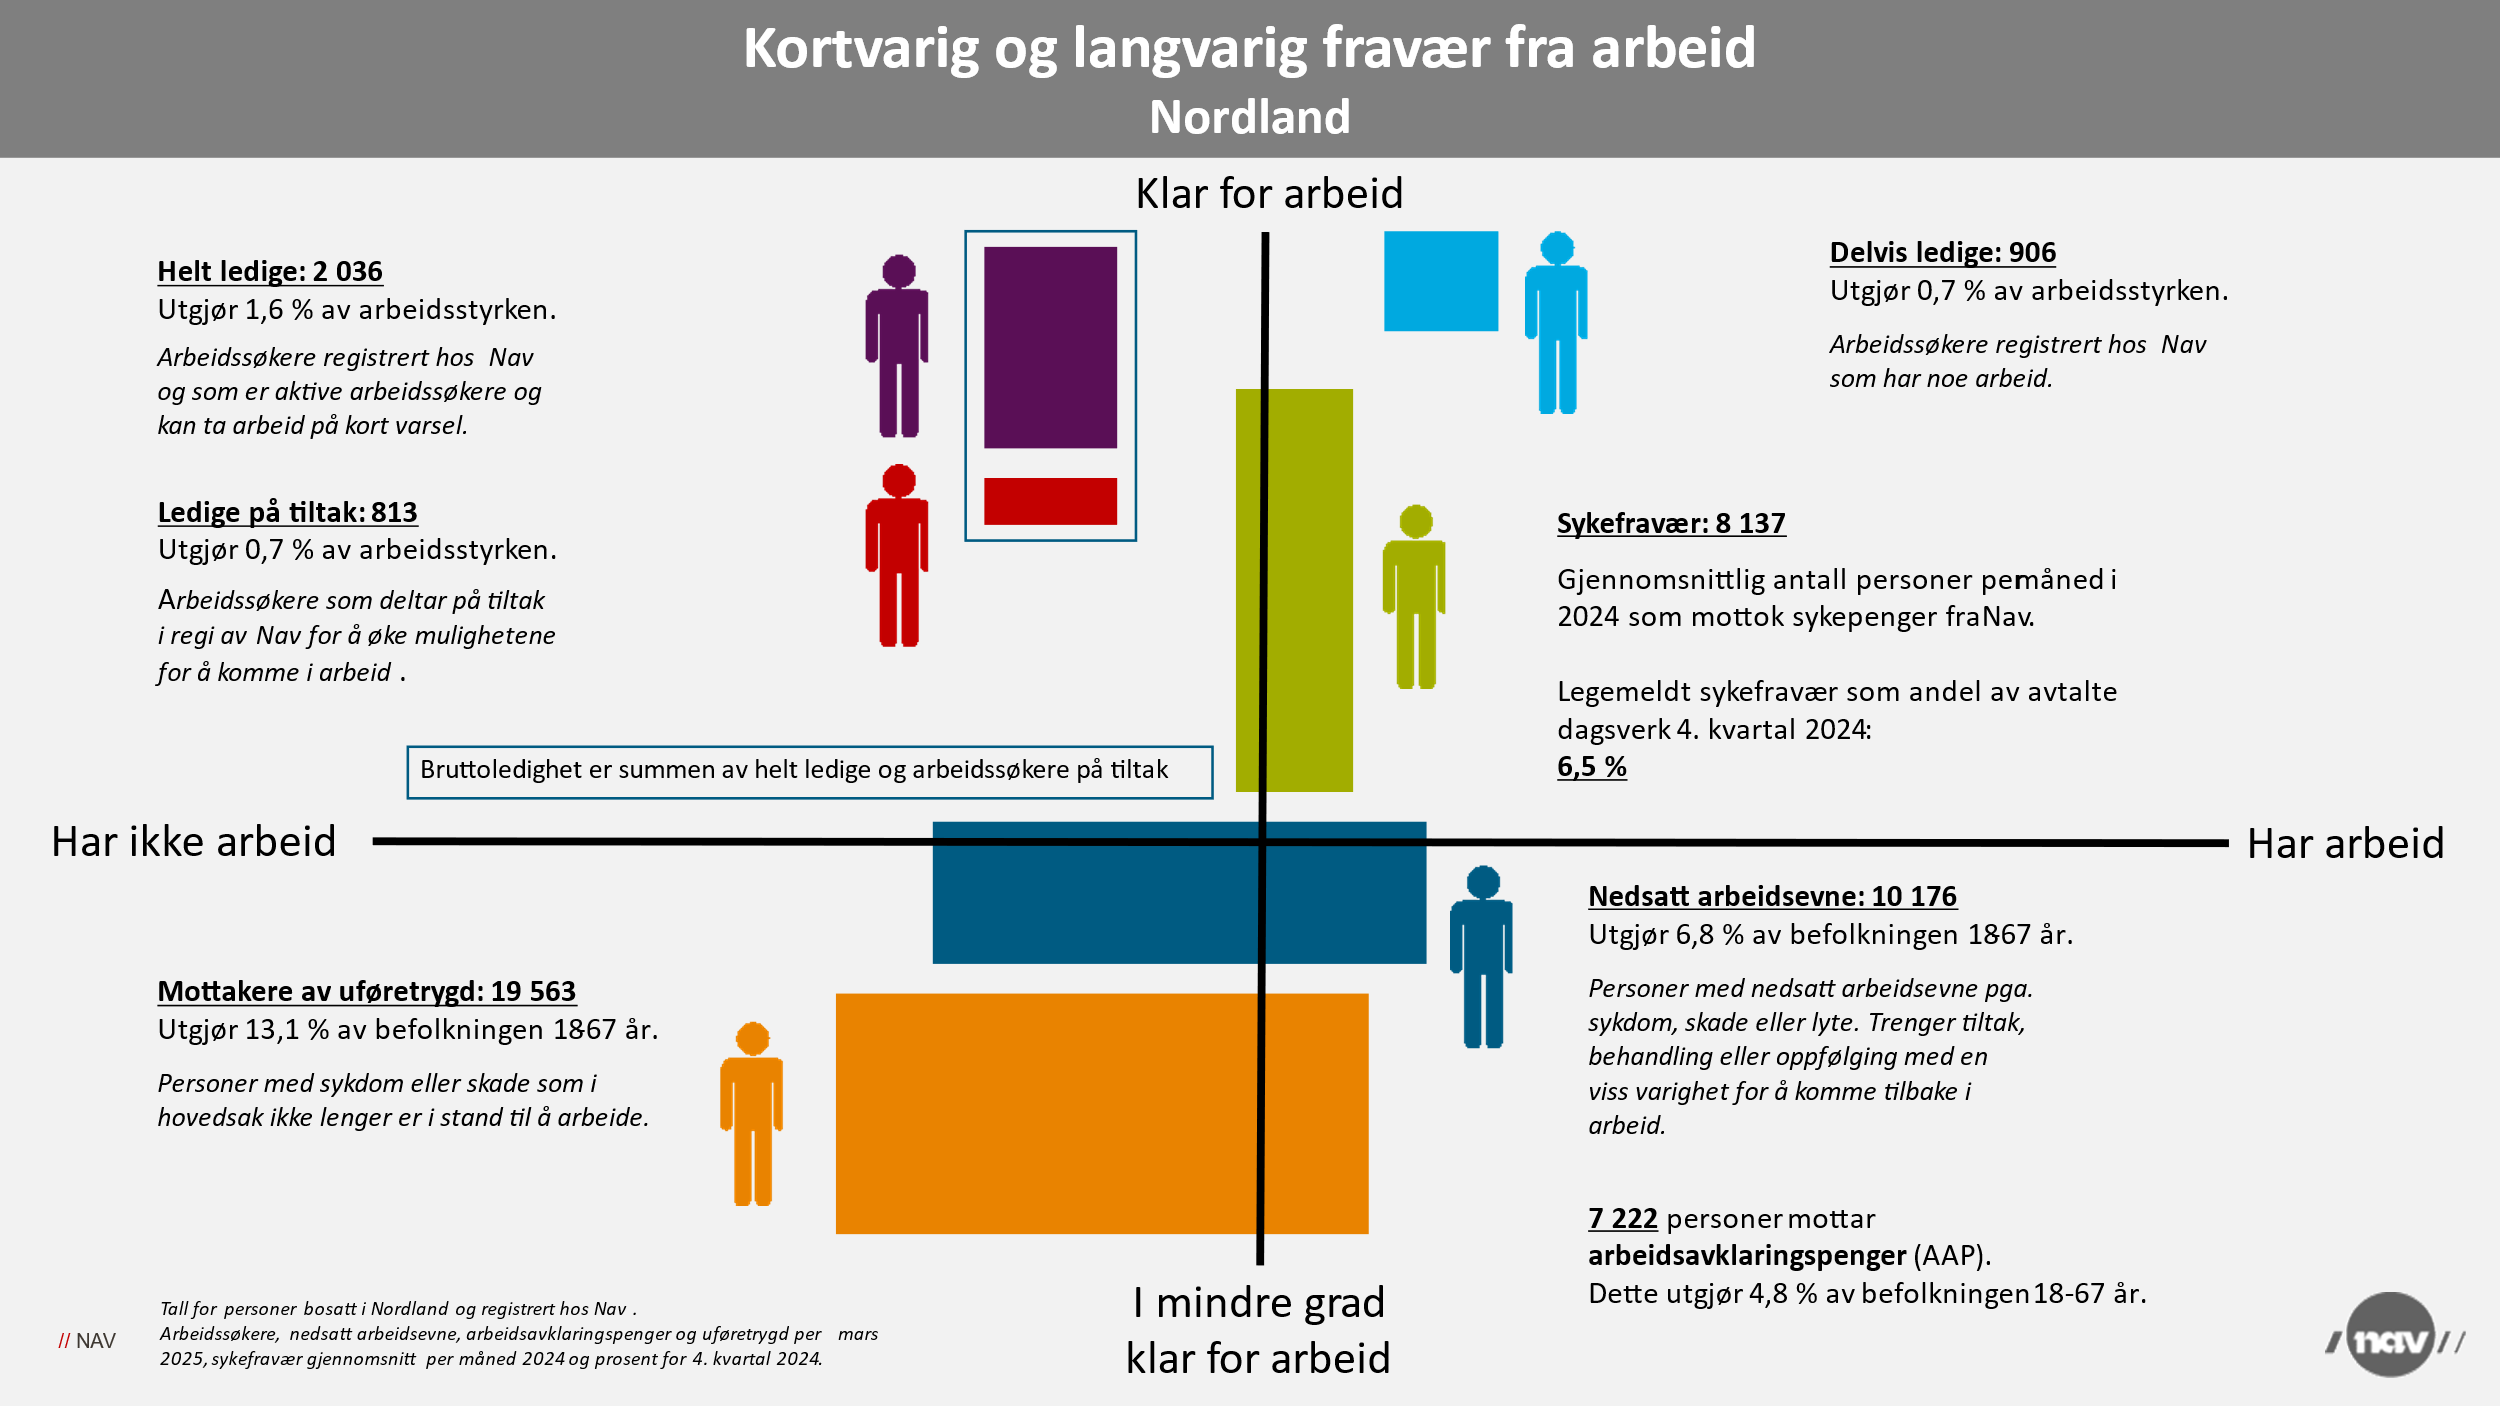 Kortvarig og langvarig fravær fra arbeid
Nordland
Klar for arbeid
Helt ledige: 2 036
Utgjør 1,6 % av arbeidsstyrken.
Arbeidssøkere registrert hos Nav
og som er aktive arbeidssøkere og
kan ta arbeid på kort varsel.
Ledige på tiltak: 813
Utgjør 0,7 % av arbeidsstyrken.
Arbeidssøkere som deltar på tiltak
i regi av Nav for å øke mulighetene
for å komme i arbeid .
Bruttoledighet er summen av helt ledige og arbeidssøkere på tiltak
Delvis ledige: 906
Utgjør 0,7 % av arbeidsstyrken.
Arbeidssøkere registrert hos Nav
som har noe arbeid.
Sykefravær: 8 137
Gjennomsnittlig antall personer per måned i
2024 som mottok sykepenger fra Nav.
Legemeldt sykefravær som andel av avtalte
dagsverk 4. kvartal 2024:
6,5 %
Har ikke arbeid
Har arbeid
Mottakere av uføretrygd: 19 563
Utgjør 13,1 % av befolkningen 18-67 år.
Personer med sykdom eller skade som i
hovedsak ikke lenger er i stand til å arbeide.
Nedsatt arbeidsevne: 10 176
Utgjør 6,8 % av befolkningen 18-67 år.
Personer med nedsatt arbeidsevne pga.
sykdom, skade eller lyte. Trenger tiltak,
behandling eller oppfølging med en
viss varighet for å komme tilbake i
arbeid.
7 222 personer mottar
arbeidsavklaringspenger (AAP).
Dette utgjør 4,8 % av befolkningen 18-67 år.
I mindre grad
klar for arbeid
Tall for personer bosatt i Nordland og registrert hos Nav .
Arbeidssøkere, nedsatt arbeidsevne, arbeidsavklaringspenger og uføretrygd per mars
2025, sykefravær gjennomsnitt per måned 2024 og prosent for 4. kvartal 2024.
// NAV
nav